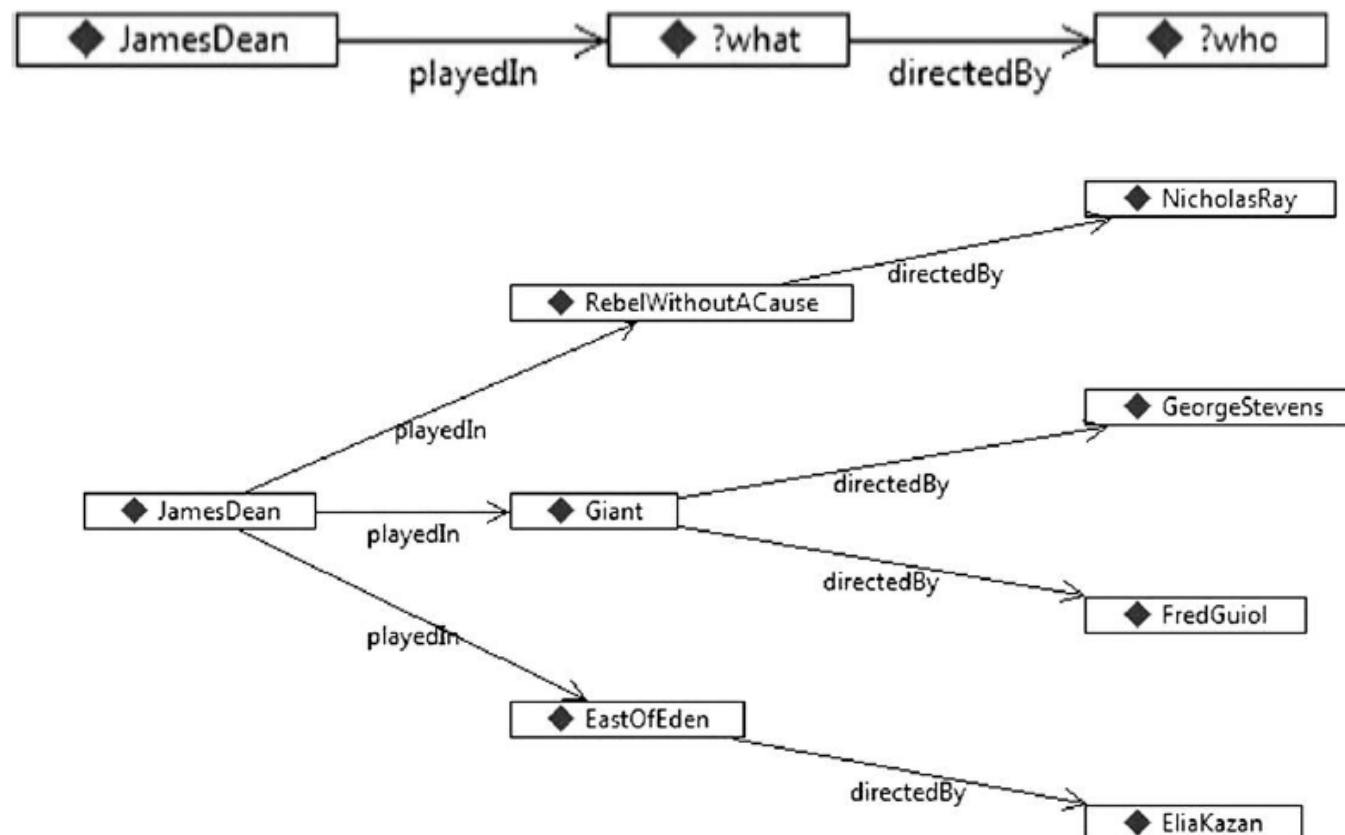 JamesDean
playedIn
?what
directedBy
?who
NicholasRay
directedBy
RebelWithoutACause
playedIn
GeorgeStevens
directedBy
JamesDean
playedIn
Giant
directedBy
FredGuiol
playedIn
EastOfEden
directedBy
EliaKazan